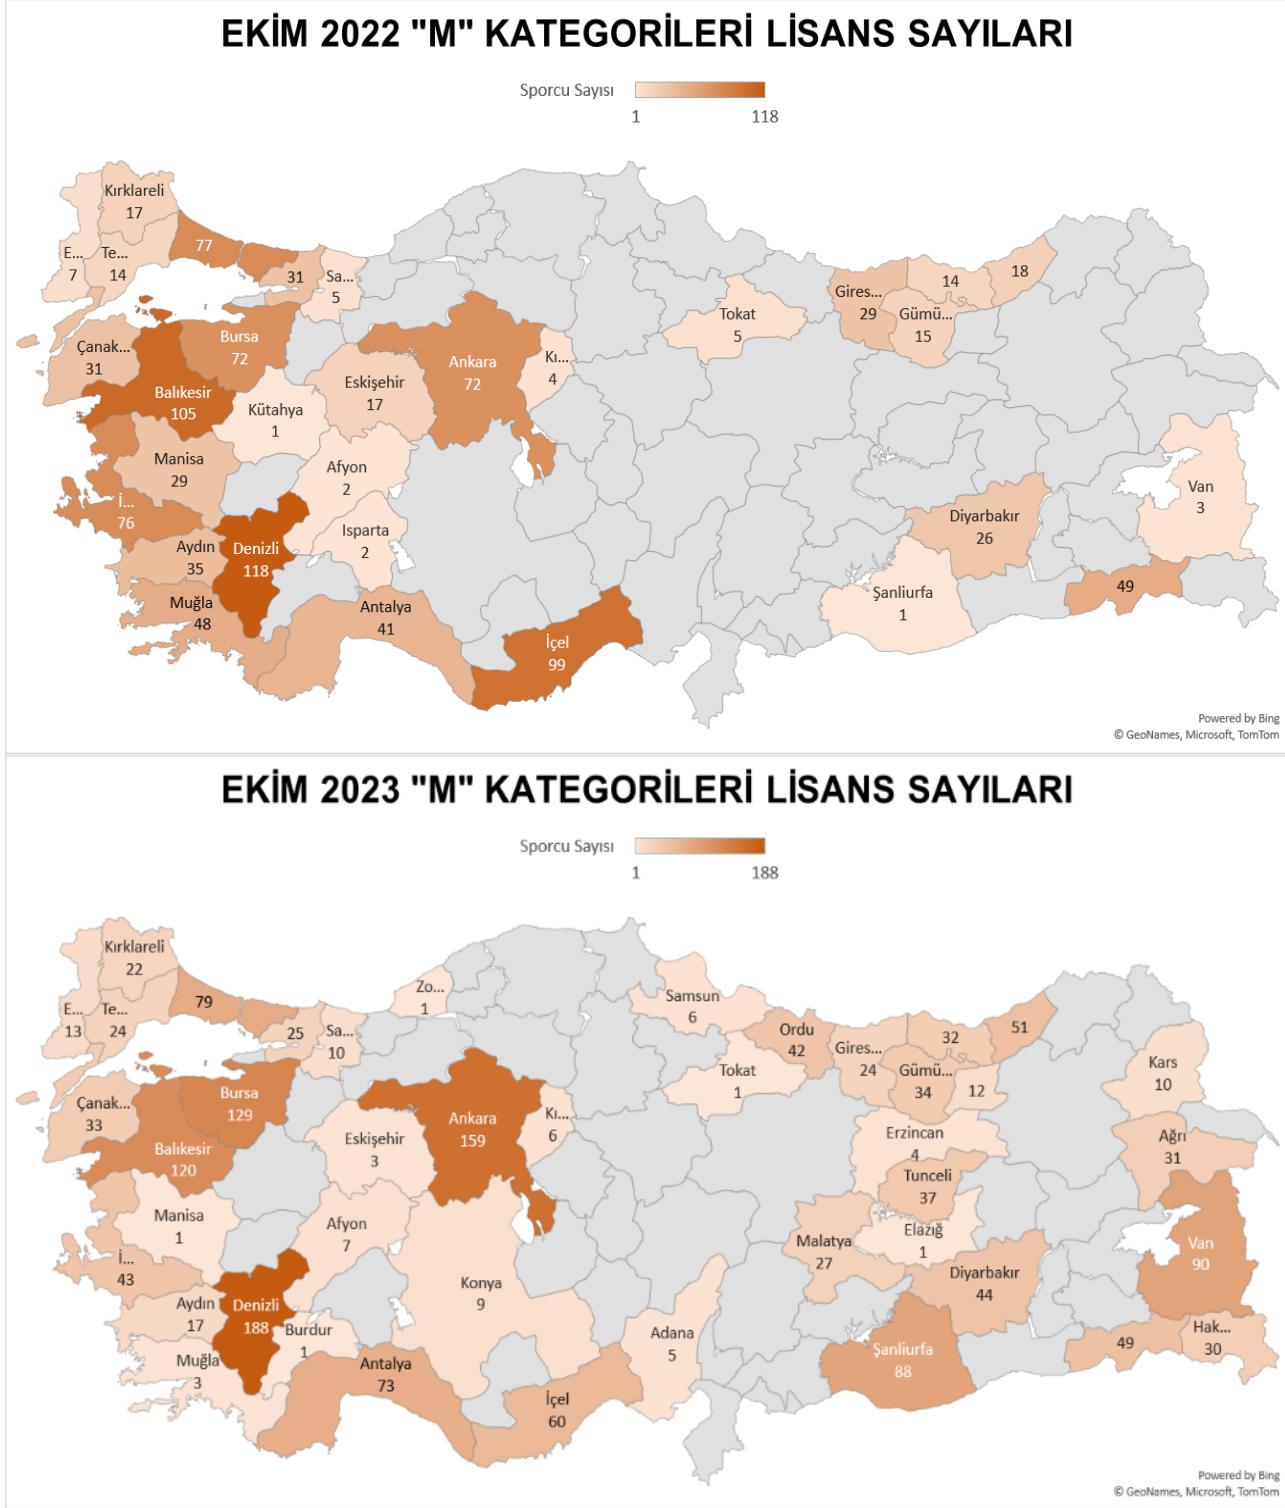 EKİM 2022 "M" KATEGORİLERİ LİSANS SAYILARI
Sporcu Sayısı
1 118
Kırklareli
17
E...
7
Te...
14
77
31
Sa...
5
Çanak...
31
Bursa
72
Balıkesir
105
Kütahya
1
Eskişehir
17
Ankara
72
Kı...
4
Tokat
5
Gires...
29
14
18
Gümü...
15
Manisa
29
Afyon
2
İ...
76
Isparta
2
Aydın
35
Denizli
118
Muğla
48
Antalya
41
İçel
99
Diyarbakır
26
Şanliurfa
1
Van
3
49
Powered by Bing
© GeoNames, Microsoft, TomTom
EKİM 2023 "M" KATEGORİLERİ LİSANS SAYILARI
Sporcu Sayısı
1 188
Kırklareli
22
E...
13
Te...
24
79
25
Sa...
10
Zo...
1
Samsun
6
Ordu
42
Tokat
1
Gires...
24
32
51
Gümü...
34
12
Kars
10
Çanak...
33
Bursa
129
Balıkesir
120
Eskişehir
3
Ankara
159
Kı...
6
Erzincan
4
Ağrı
31
Tunceli
37
Manisa
1
Afyon
7
Malatya
27
Elazığ
1
Van
90
İ...
43
Konya
9
Diyarbakır
44
Aydın
17
Denizli
188
Burdur
1
Muğla
3
Antalya
73
İçel
60
Adana
5
Şanliurfa
88
49
Hak...
30
Powered by Bing
© GeoNames, Microsoft, TomTom